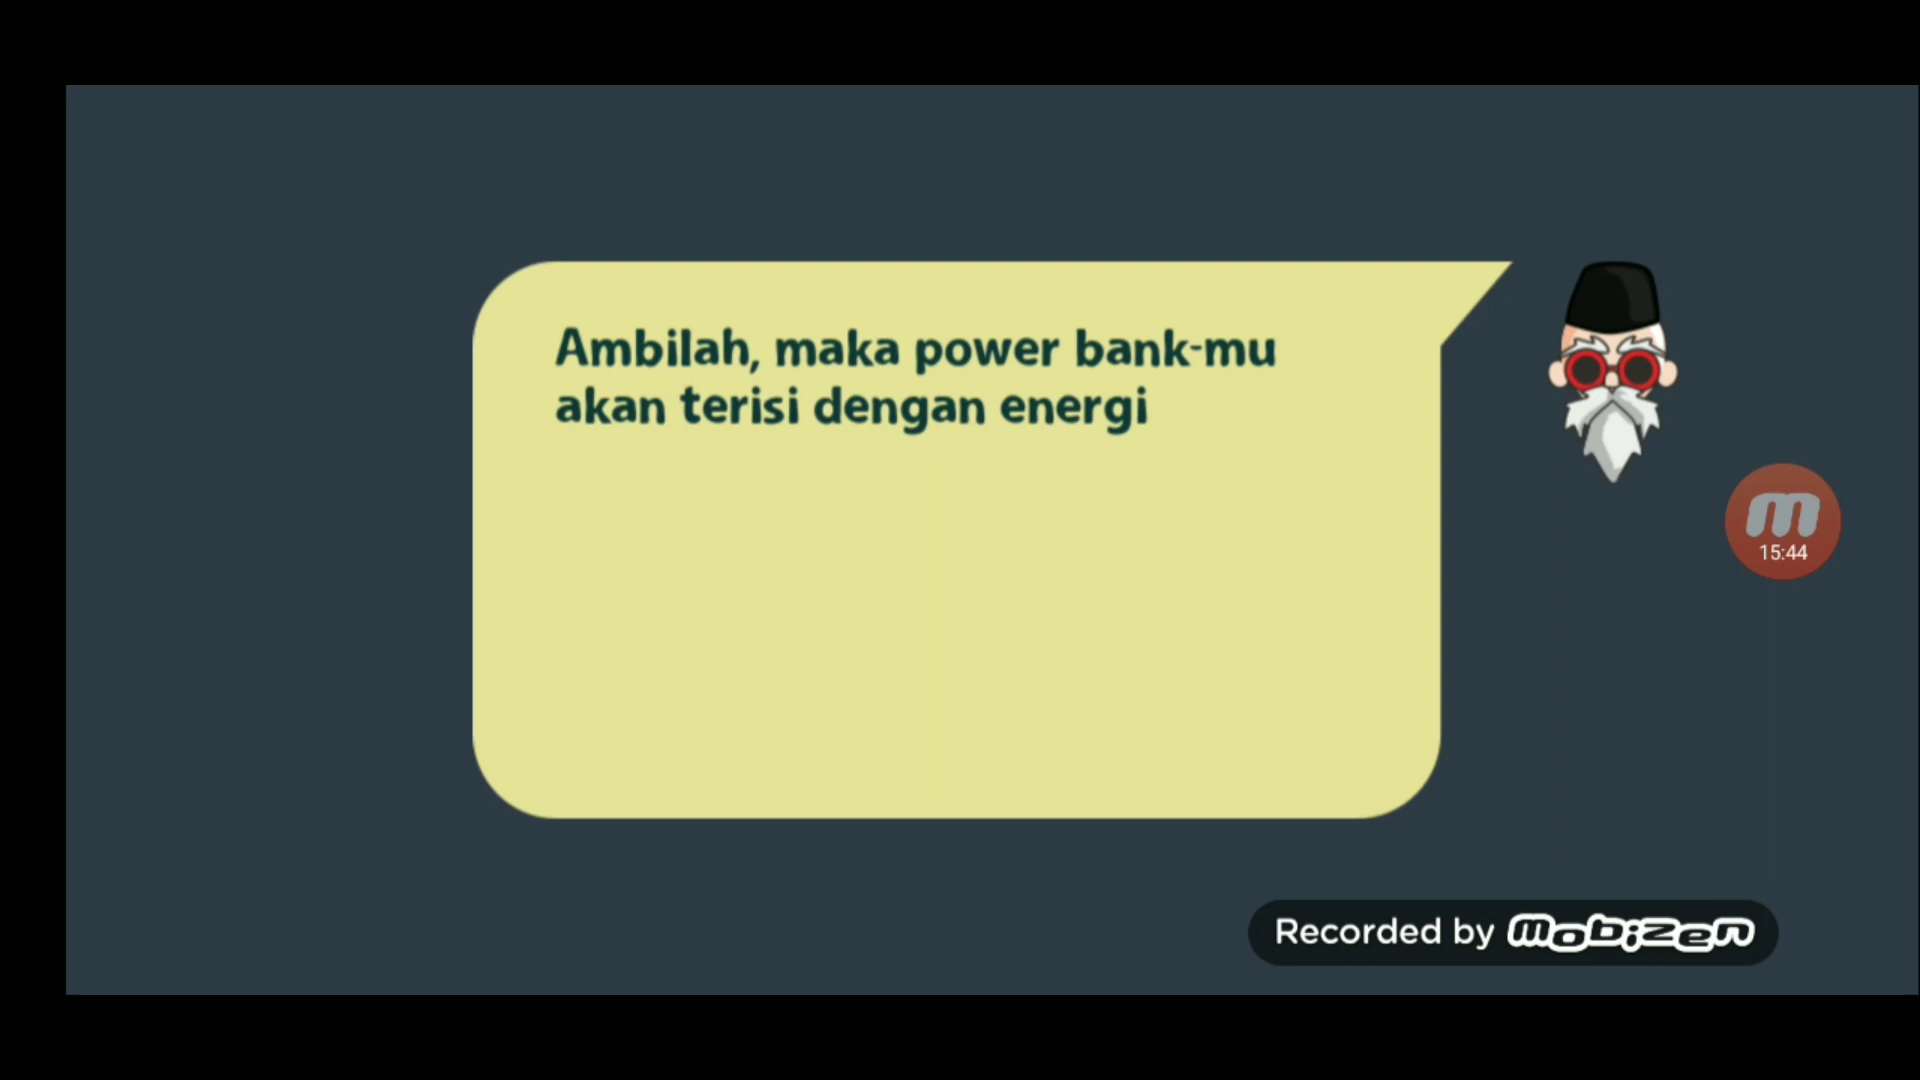 Ambilah, maka power bank-mu
akan terisi dengan energi
m
15:44
Recorded by mobizen